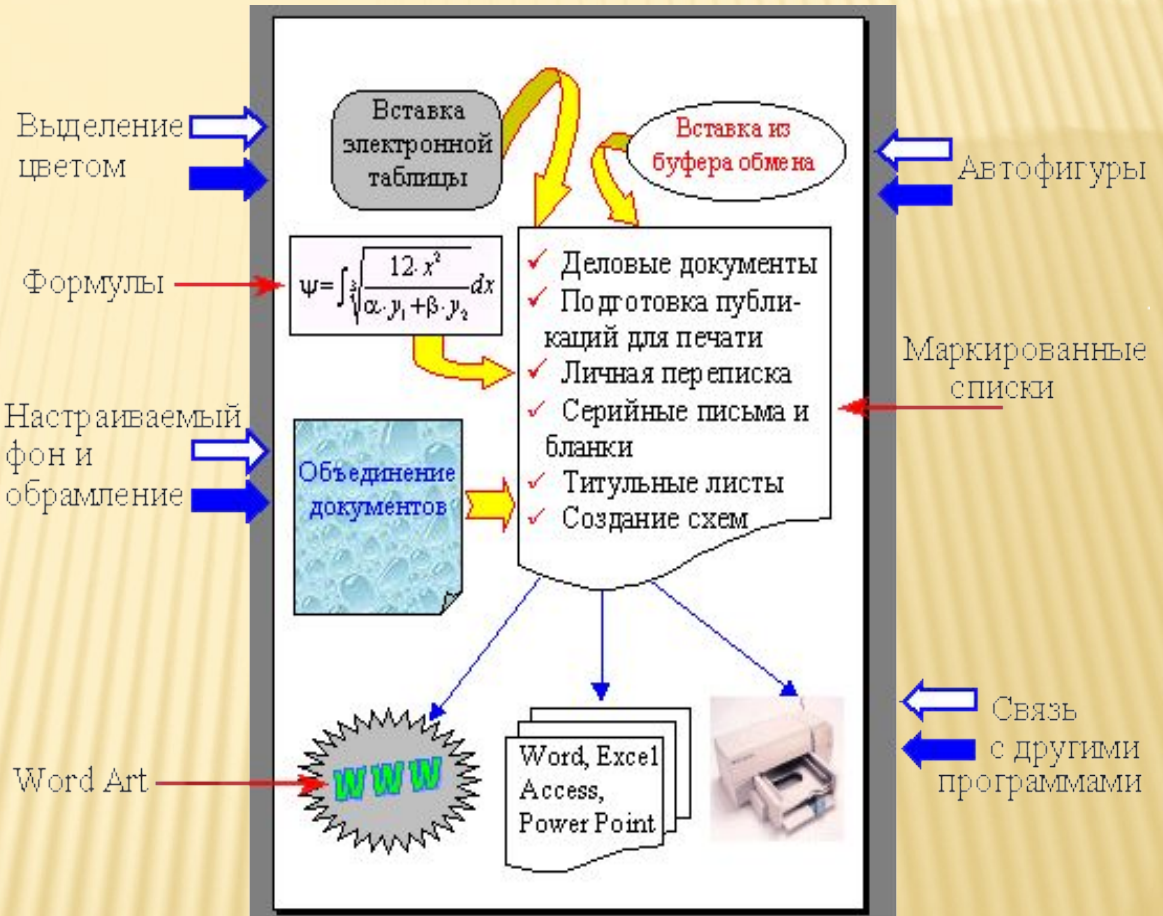 Выделение
цветом
Вставка
электронной
таблицы
Вставка из
буфера обмена
Автофигуры
Формулы
ψ = ∫ ∛(12·x² / (α·y₁ + β·y₂)) dx
✓ Деловые документы
✓ Подготовка публи-
каций для печати
✓ Личная переписка
✓ Серийные письма и
бланки
✓ Титульные листы
✓ Создание схем
Маркированные
списки
Настраиваемый
фон и
обрамление
Объединение
документов
Word Art
WWW
Word, Excel
Access,
Power Point
Связь
с другими
программами